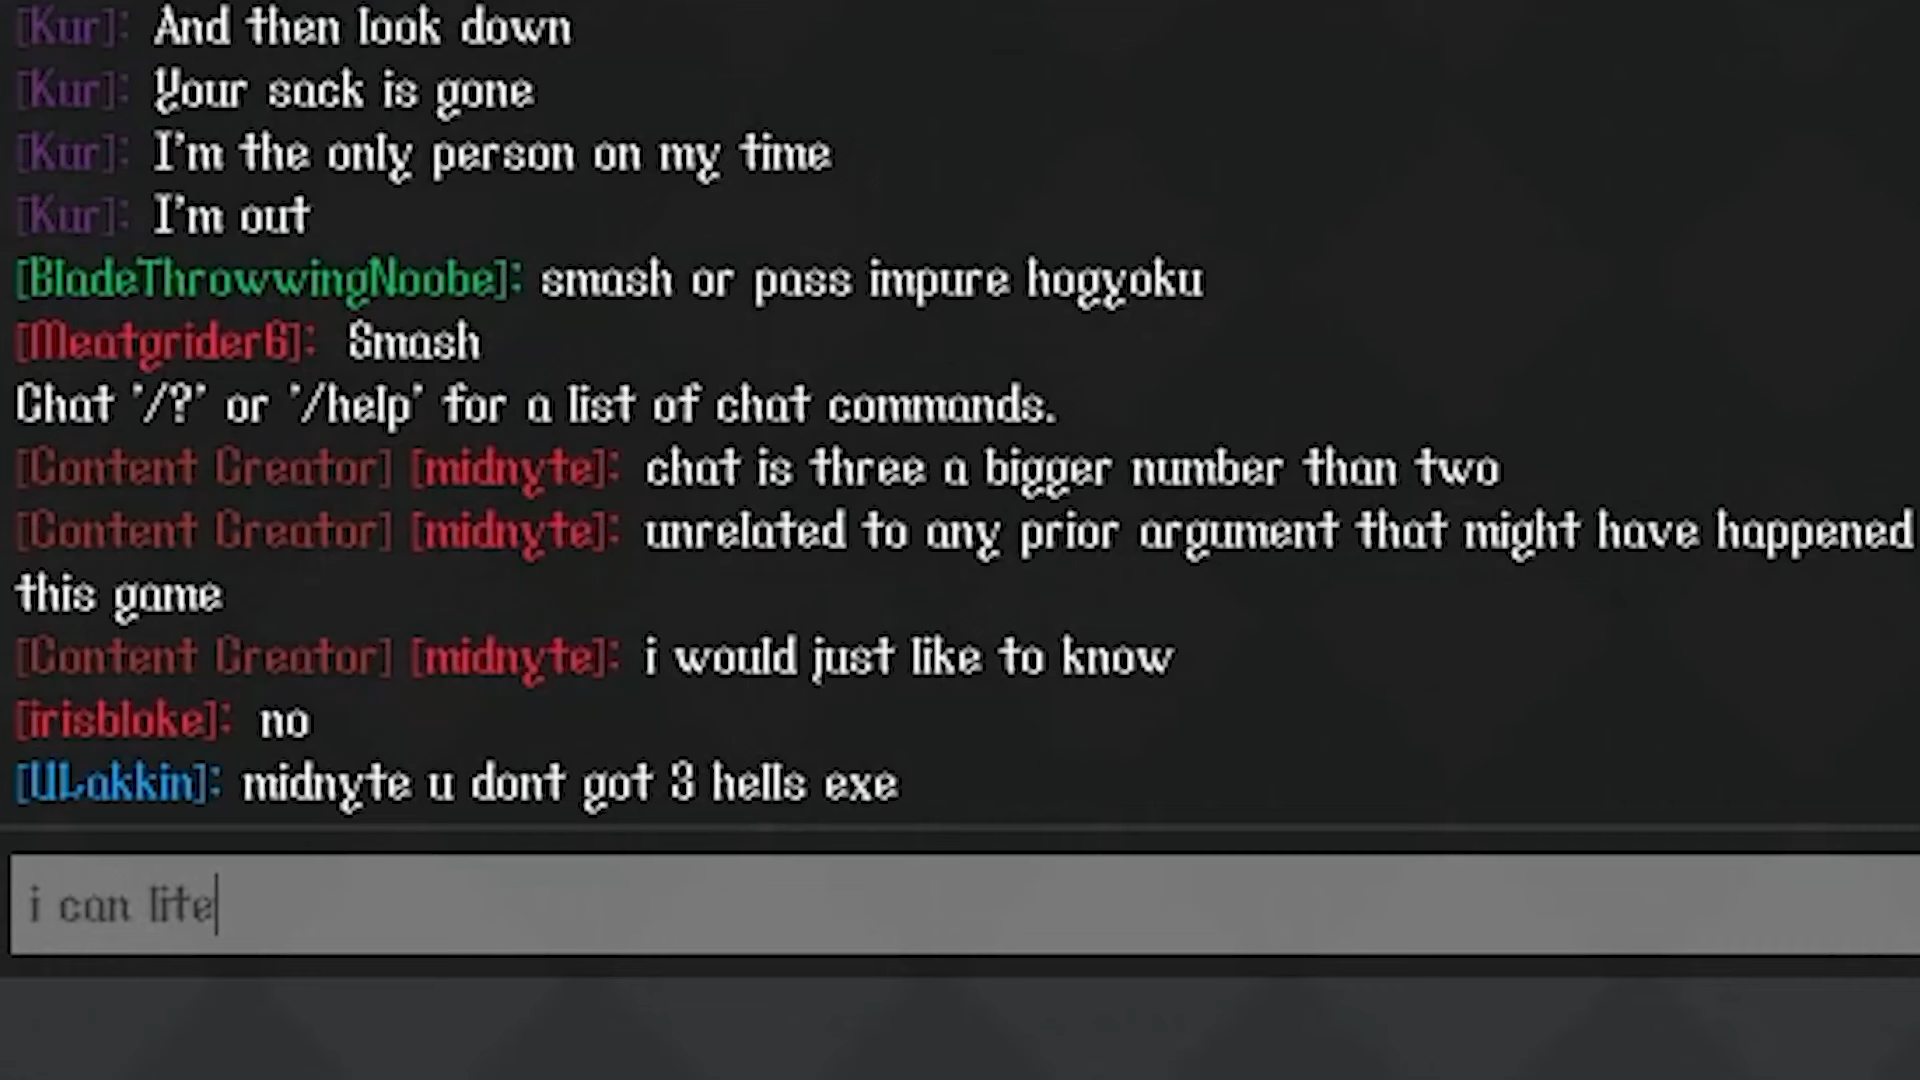 [Kur]: And then look down
[Kur]: Your sack is gone
[Kur]: I'm the only person on my time
[Kur]: I'm out
[BladeThrowwingNoobe]: smash or pass impure hogyoku
[Meatgrider6]: Smash
Chat '/?' or '/help' for a list of chat commands.
[Content Creator] [midnyte]: chat is three a bigger number than two
[Content Creator] [midnyte]: unrelated to any prior argument that might have happened
this game
[Content Creator] [midnyte]: i would just like to know
[irisbloke]: no
[ULakkin]: midnyte u dont got 3 hells exe
i can lite